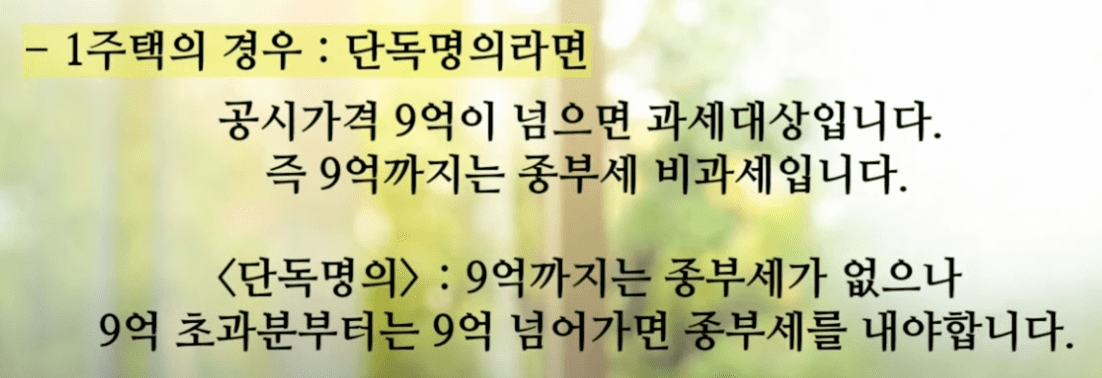 - 1주택의 경우 : 단독명의라면
공시가격 9억이 넘으면 과세대상입니다.
즉 9억까지는 종부세 비과세입니다.
〈단독명의〉 : 9억까지는 종부세가 없으나
9억 초과분부터는 9억 넘어가면 종부세를 내야합니다.